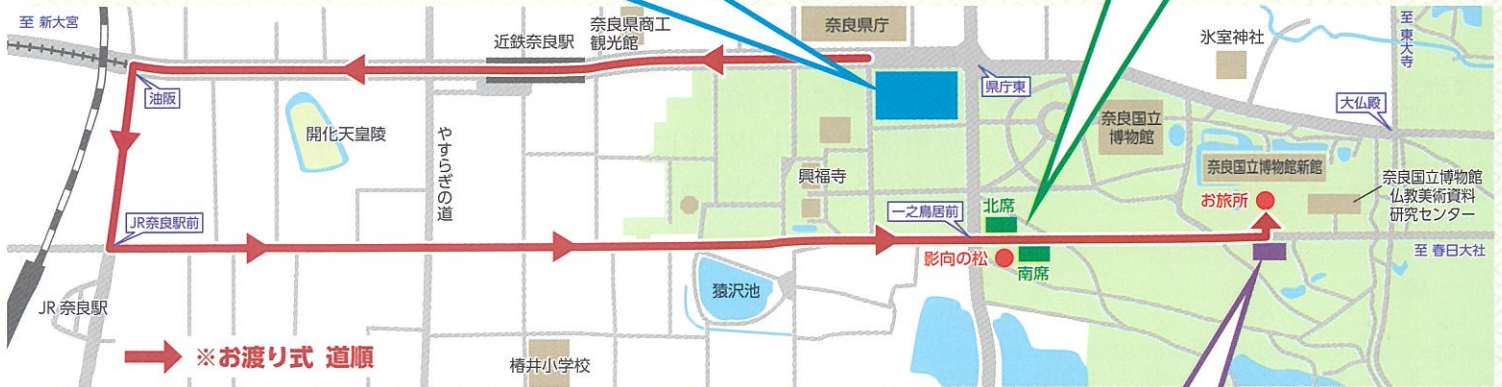 至 新大宮
近鉄奈良駅
奈良県商工
観光館
奈良県庁
氷室神社
至 東大寺
油阪
開化天皇陵
やすらぎの道
県庁東
奈良国立
博物館
大仏殿
興福寺
奈良国立博物館新館
奈良国立博物館
仏教美術資料
研究センター
お旅所
JR奈良駅前
一之鳥居前
北席
影向の松
南席
至 春日大社
猿沢池
JR 奈良駅
※お渡り式 道順
椿井小学校